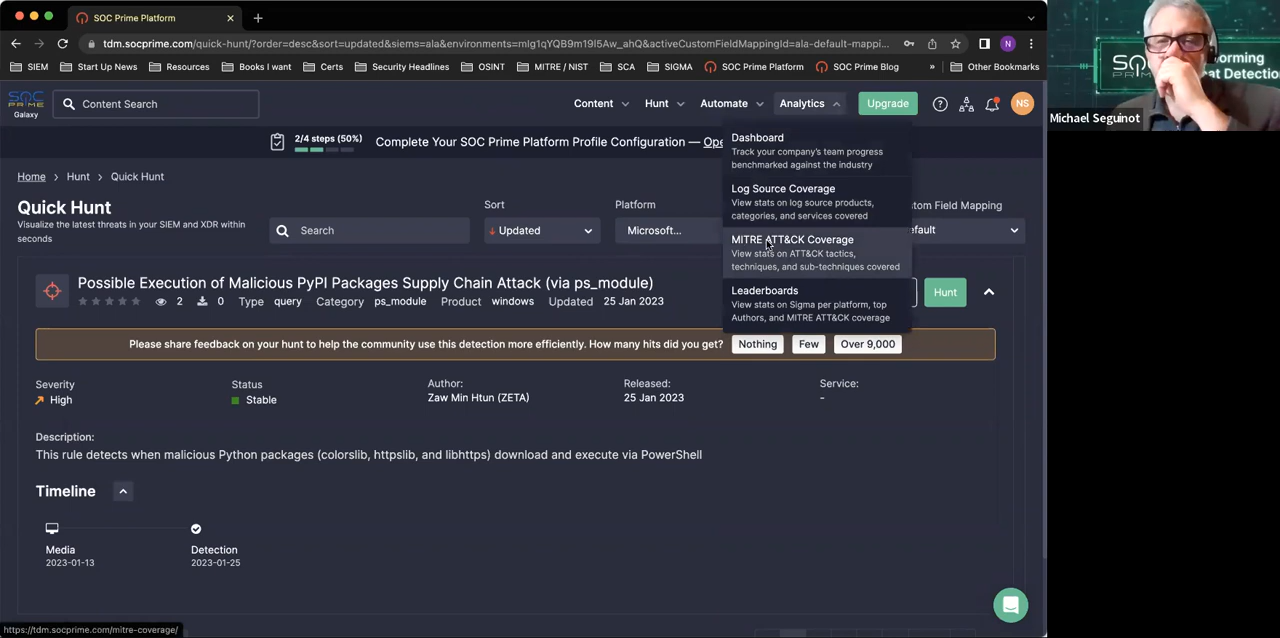 SOC Prime Platform
tdm.socprime.com/quick-hunt/?order=desc&sort=updated&siems=ala&environments=mlg1qYQB9m19I5Aw_ahQ&activeCustomFieldMappingId=ala-default-mappi...
N
SIEM
Start Up News
Resources
Books I want
Certs
Security Headlines
OSINT
MITRE / NIST
SCA
SIGMA
SOC Prime Platform
SOC Prime Blog
»
Other Bookmarks
SOC
PRIME
Galaxy
Content Search
Content
Hunt
Automate
Analytics
Upgrade
NS
2/4 steps (50%)
Complete Your SOC Prime Platform Profile Configuration —
Home > Hunt > Quick Hunt
Quick Hunt
Visualize the latest threats in your SIEM and XDR within
seconds
Search
Sort
Updated
Platform
Microsoft...
Field Mapping
Dashboard
Track your company's team progress
benchmarked against the industry
Log Source Coverage
View stats on log source products,
categories, and services covered
MITRE ATT&CK Coverage
View stats on ATT&CK tactics,
techniques, and sub-techniques covered
Leaderboards
View stats on Sigma per platform, top
Authors, and MITRE ATT&CK coverage
Possible Execution of Malicious PyPI Packages Supply Chain Attack (via ps_module)
2 0 Type query Category ps_module Product windows Updated 25 Jan 2023
Hunt
Please share feedback on your hunt to help the community use this detection more efficiently. How many hits did you get?
Nothing
Few
Over 9,000
Severity
High
Status
Stable
Author:
Zaw Min Htun (ZETA)
Released:
25 Jan 2023
Service:
-
Description:
This rule detects when malicious Python packages (colorslib, httpslib, and libhttps) download and execute via PowerShell
Timeline
Media
2023-01-13
Detection
2023-01-25
https://tdm.socprime.com/mitre-coverage/
Michael Seguinot